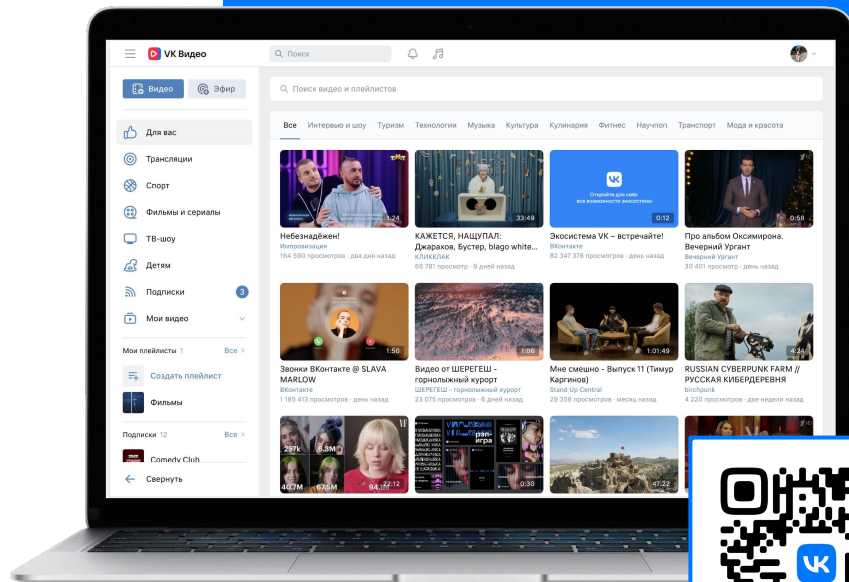 VK Видео
Поиск
Видео
Эфир
Поиск видео и плейлистов
Все Интервью и шоу Туризм Технологии Музыка Культура Кулинария Фитнес Научпоп Транспорт Мода и красота
Для вас
Трансляции
Спорт
Фильмы и сериалы
ТВ-шоу
Детям
Подписки 3
Мои видео
Мои плейлисты 1 Все
Создать плейлист
Фильмы
Подписки 12 Все
Comedy Club
Свернуть
ТНТ
1:24
Небезнадёжен!
Импровизация
164 590 просмотров · два дня назад
33:49
КАЖЕТСЯ, НАЩУПАЛ:
Джарахов, Бустер, blago white...
КЛИККЛАК
66 781 просмотр · 9 дней назад
Откройте для себя
все возможности экосистемы
0:12
Экосистема VK – встречайте!
ВКонтакте
82 347 378 просмотров · день назад
0:58
Про альбом Оксимирона.
Вечерний Ургант
Вечерний Ургант
30 401 просмотр · день назад
1:50
Звонки ВКонтакте @ SLAVA
MARLOW
ВКонтакте
1 185 413 просмотров · день назад
1:06
Видео от ШЕРЕГЕШ -
горнолыжный курорт
ШЕРЕГЕШ - горнолыжный курорт
23 075 просмотров · 6 дней назад
1:01:49
Мне смешно - Выпуск 11 (Тимур
Каргинов)
Stand Up Central
29 358 просмотров · месяц назад
4:24
RUSSIAN CYBERPUNK FARM //
РУССКАЯ КИБЕРДЕРЕВНЯ
birchpunk
4 220 просмотров · две недели назад
257k 6.3M
40.7M 67.5M
22:12
рэп-
игра
0:30
47:22